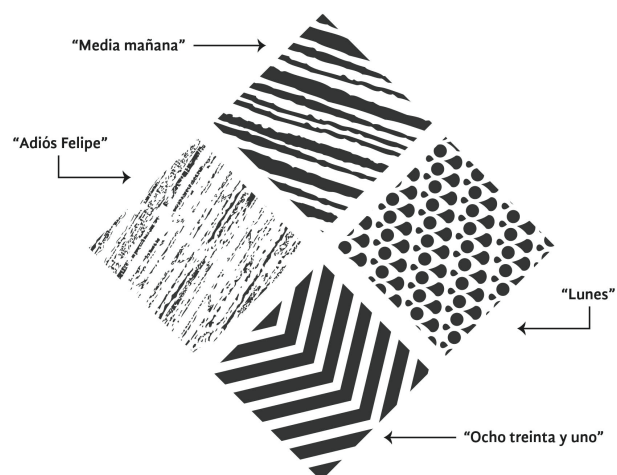 “Media mañana”
“Adiós Felipe”
“Lunes”
“Ocho treinta y uno”